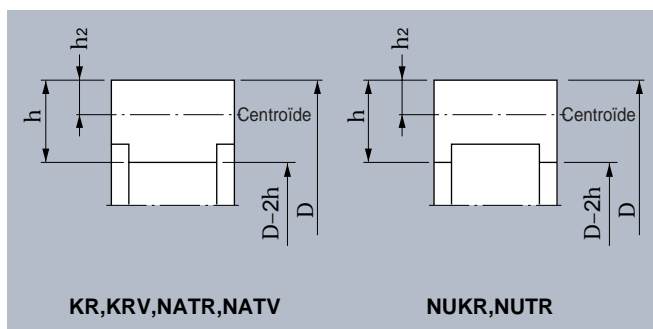 h2
h
Centroïde
D−2h
D
KR,KRV,NATR,NATV
h2
h
Centroïde
D−2h
D
NUKR,NUTR